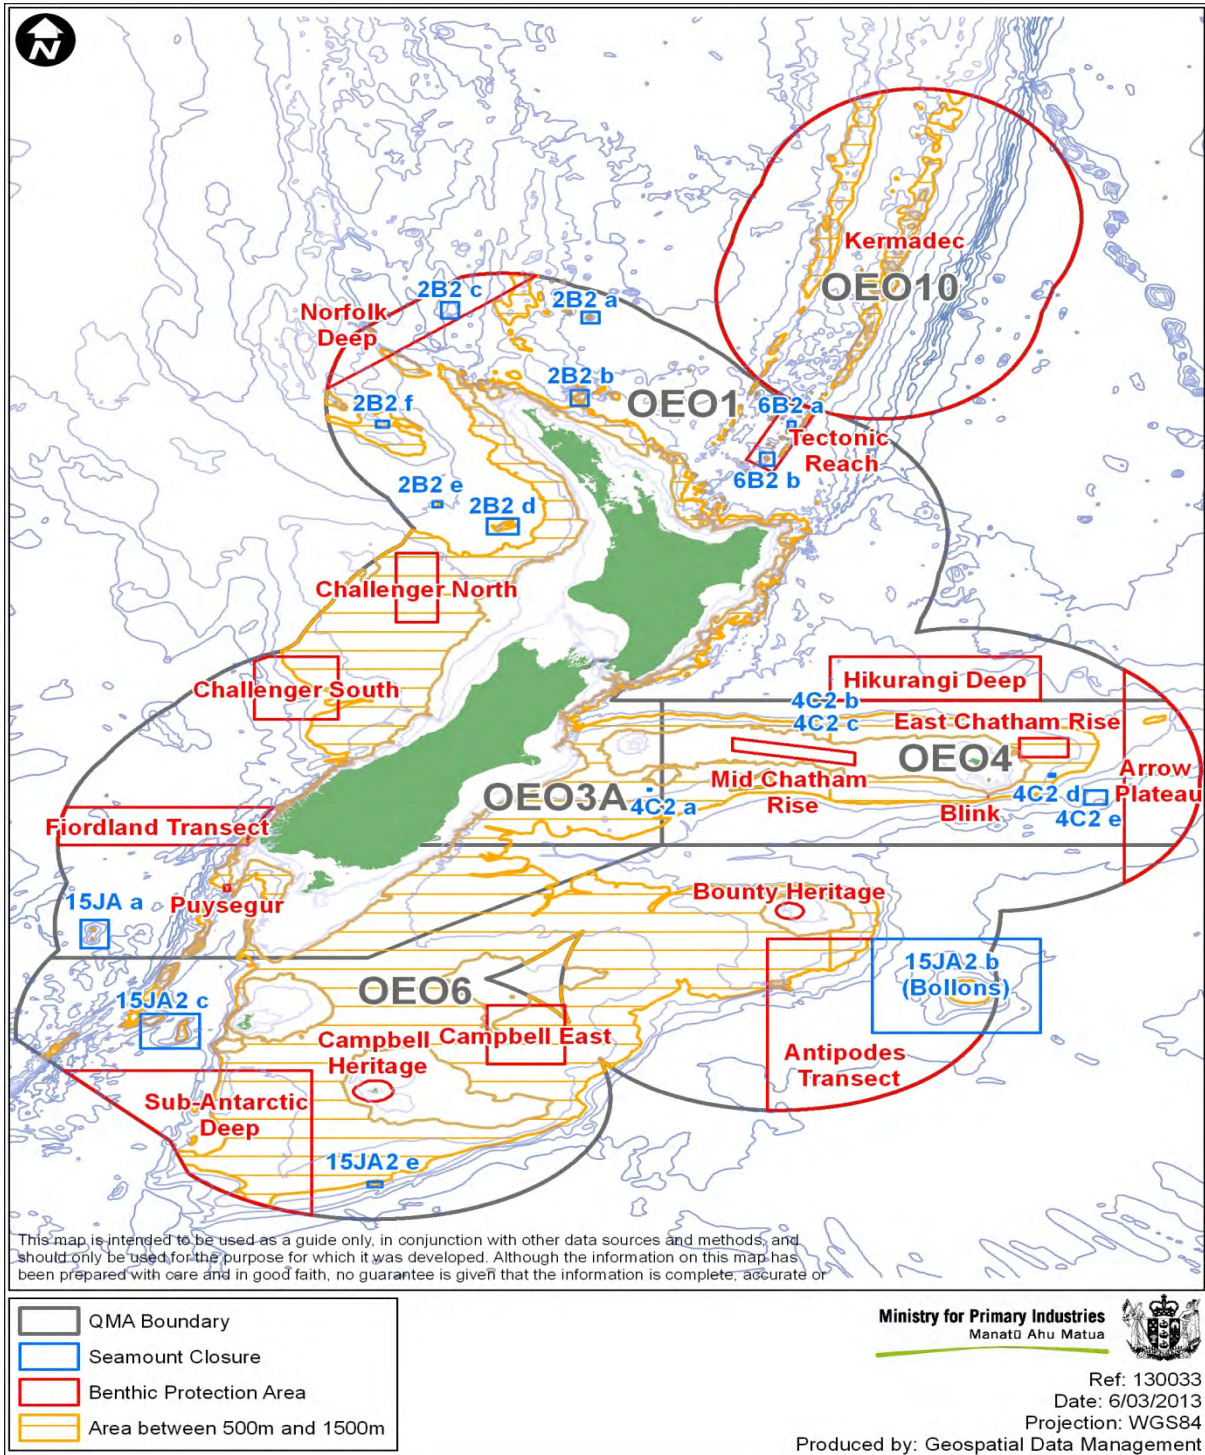 N
Kermadec
OEO10
2B2 c
2B2 a
Norfolk
Deep
2B2 b
OEO1
2B2 f
6B2 a
Tectonic
Reach
6B2 b
2B2 e
2B2 d
Challenger North
Challenger South
Hikurangi Deep
4C2 b
4C2 c
East Chatham Rise
OEO4
Mid Chatham
Rise
Arrow
Plateau
OEO3A
4C2 a
4C2 d
4C2 e
Blink
Fiordland Transect
Puysegur
15JA a
Bounty Heritage
15JA2 b
(Bollons)
OEO6
15JA2 c
Campbell
Heritage
Campbell East
Antipodes
Transect
Sub-Antarctic
Deep
15JA2 e
This map is intended to be used as a guide only, in conjunction with other data sources and methods, and
should only be used for the purpose for which it was developed. Although the information on this map has
been prepared with care and in good faith, no guarantee is given that the information is complete, accurate or
QMA Boundary
Seamount Closure
Benthic Protection Area
Area between 500m and 1500m
Ministry for Primary Industries
Manatū Ahu Matua
Ref: 130033
Date: 6/03/2013
Projection: WGS84
Produced by: Geospatial Data Management